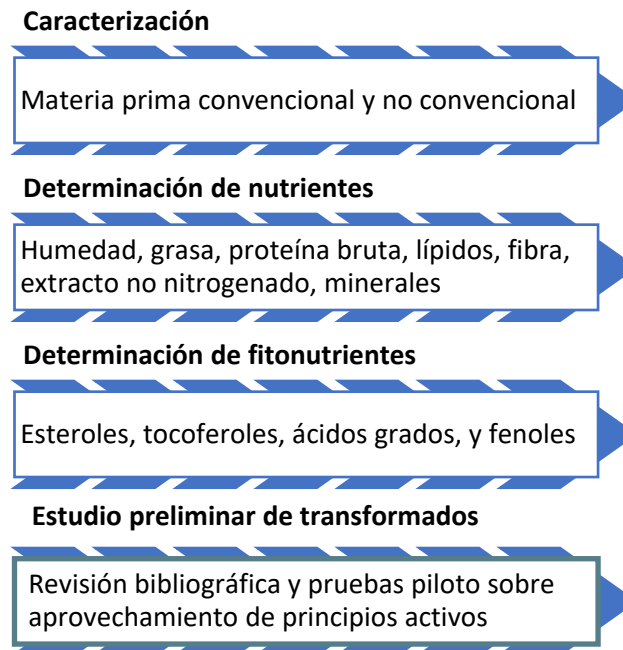 Caracterización
Materia prima convencional y no convencional
Determinación de nutrientes
Humedad, grasa, proteína bruta, lípidos, fibra,
extracto no nitrogenado, minerales
Determinación de fitonutrientes
Esteroles, tocoferoles, ácidos grados, y fenoles
Estudio preliminar de transformados
Revisión bibliográfica y pruebas piloto sobre
aprovechamiento de principios activos